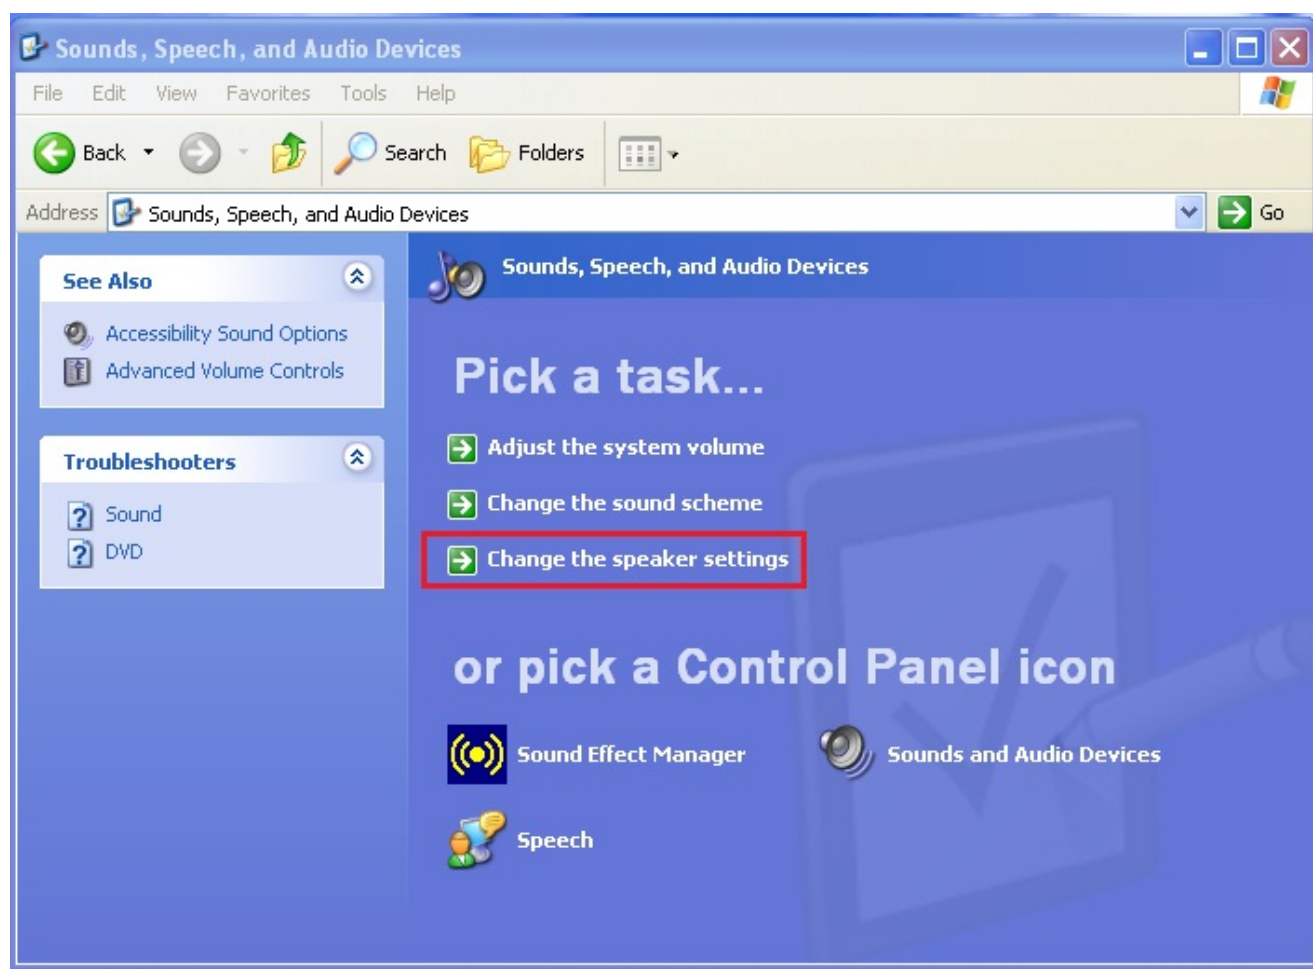 Sounds, Speech, and Audio Devices
File Edit View Favorites Tools Help
Back Search Folders
Address Sounds, Speech, and Audio Devices Go
See Also
Accessibility Sound Options
Advanced Volume Controls
Troubleshooters
Sound
DVD
Sounds, Speech, and Audio Devices
Pick a task...
Adjust the system volume
Change the sound scheme
Change the speaker settings
or pick a Control Panel icon
Sound Effect Manager
Sounds and Audio Devices
Speech